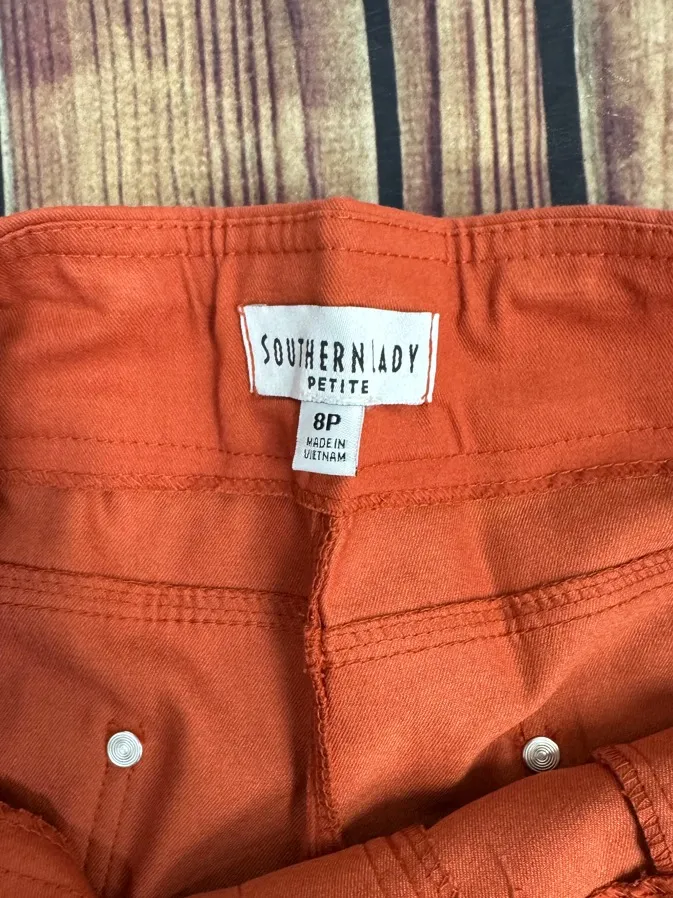 SOUTHERN LADY
PETITE
8P
MADE IN
VIETNAM